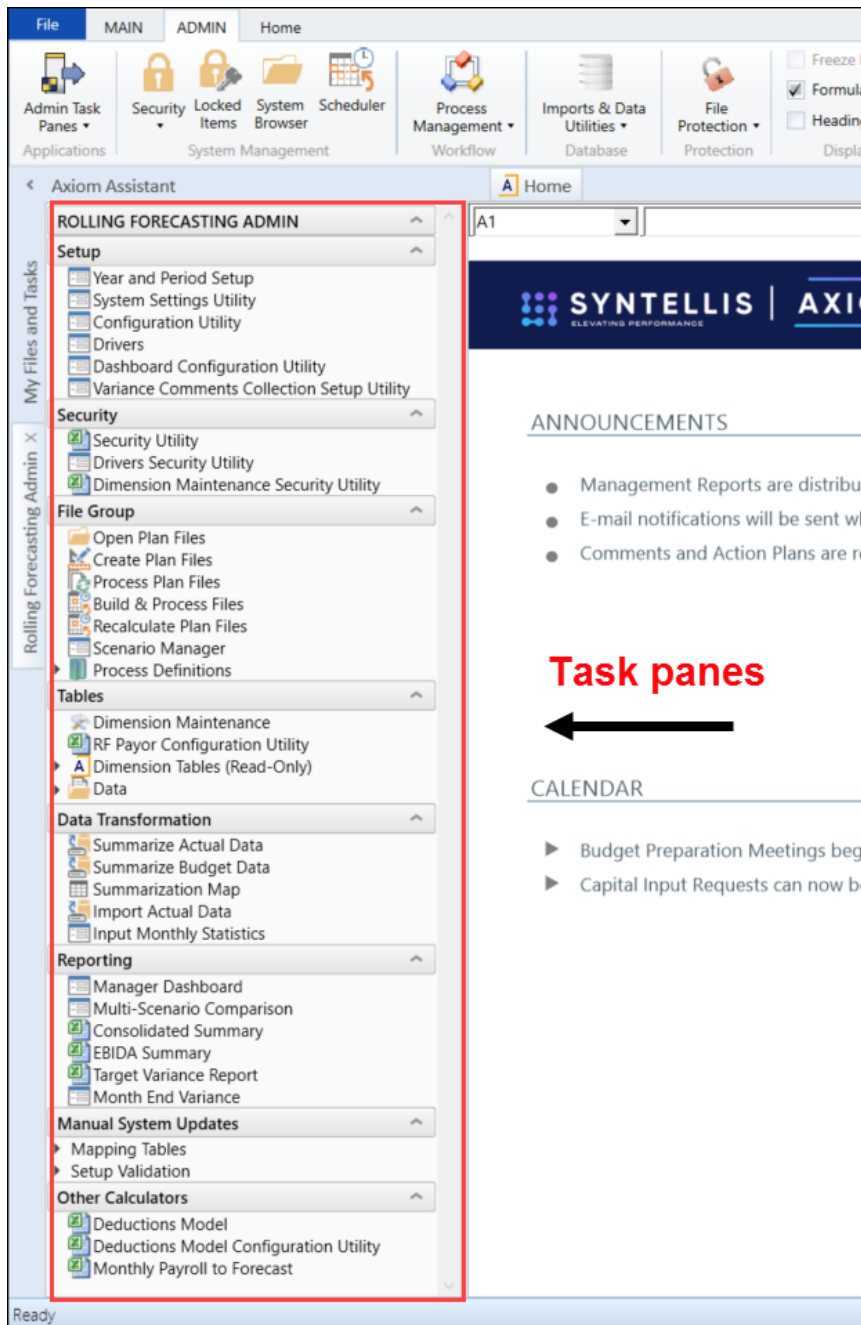 File MAIN ADMIN Home
Admin Task Panes
Security
Locked Items
System Browser
Scheduler
Process Management
Imports & Data Utilities
File Protection
Freeze
Formula
Heading
Applications System Management Workflow Database Protection Displa
Axiom Assistant
A Home
My Files and Tasks
Rolling Forecasting Admin X
ROLLING FORECASTING ADMIN
A1
Setup
Year and Period Setup
System Settings Utility
Configuration Utility
Drivers
Dashboard Configuration Utility
Variance Comments Collection Setup Utility
Security
Security Utility
Drivers Security Utility
Dimension Maintenance Security Utility
File Group
Open Plan Files
Create Plan Files
Process Plan Files
Build & Process Files
Recalculate Plan Files
Scenario Manager
Process Definitions
Tables
Dimension Maintenance
RF Payor Configuration Utility
A Dimension Tables (Read-Only)
Data
Data Transformation
Summarize Actual Data
Summarize Budget Data
Summarization Map
Import Actual Data
Input Monthly Statistics
Reporting
Manager Dashboard
Multi-Scenario Comparison
Consolidated Summary
EBIDA Summary
Target Variance Report
Month End Variance
Manual System Updates
Mapping Tables
Setup Validation
Other Calculators
Deductions Model
Deductions Model Configuration Utility
Monthly Payroll to Forecast
SYNTELLIS | AXIO
ELEVATING PERFORMANCE
ANNOUNCEMENTS
Management Reports are distribu
E-mail notifications will be sent wh
Comments and Action Plans are re
Task panes
CALENDAR
Budget Preparation Meetings beg
Capital Input Requests can now be
Ready